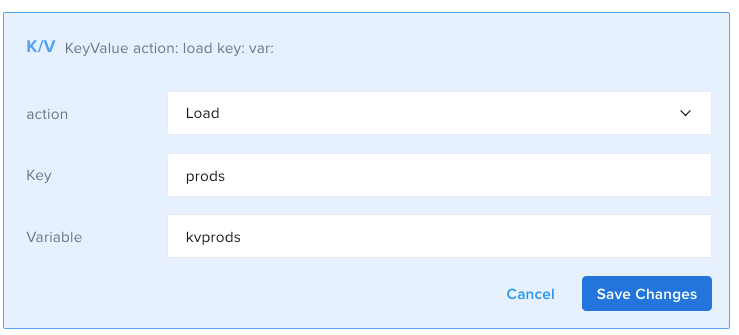 K/V KeyValue action: load key: var:
action Load
Key prods
Variable kvprods
Cancel Save Changes